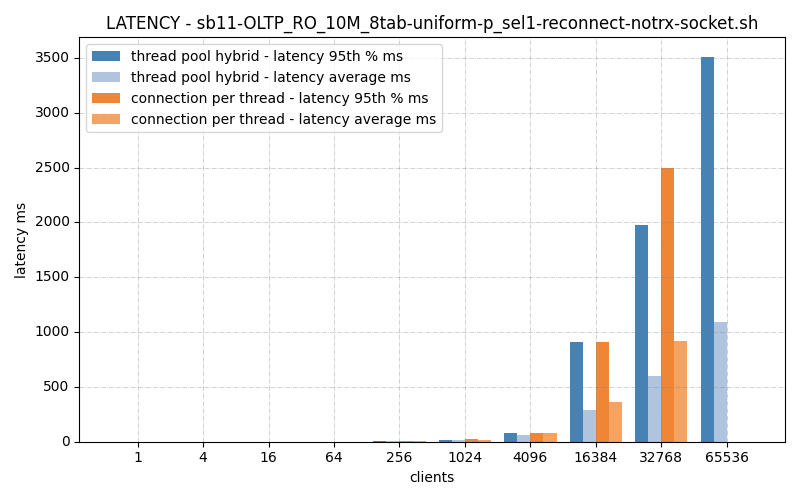 LATENCY - sb11-OLTP_RO_10M_8tab-uniform-p_sel1-reconnect-notrx-socket.sh
thread pool hybrid - latency 95th % ms
thread pool hybrid - latency average ms
connection per thread - latency 95th % ms
connection per thread - latency average ms
latency ms
3500
3000
2500
2000
1500
1000
500
0
1 4 16 64 256 1024 4096 16384 32768 65536
clients